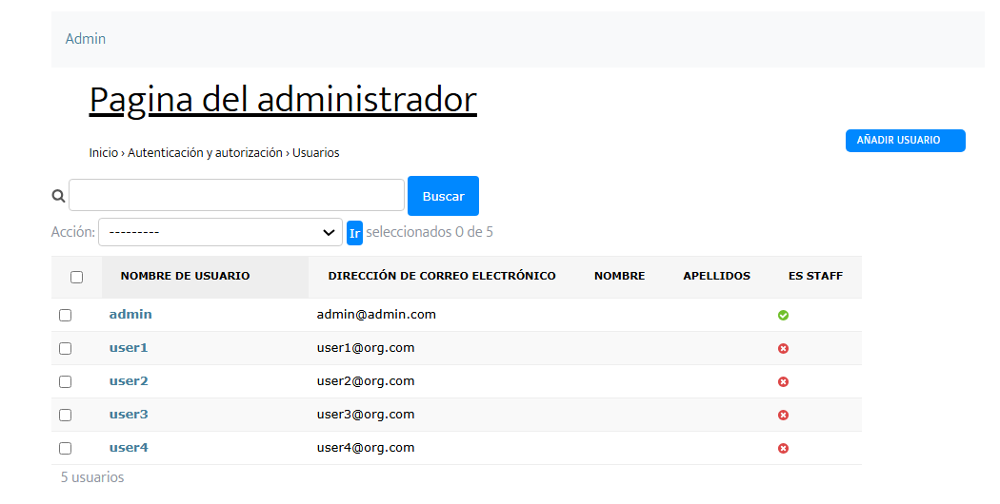 Admin
Pagina del administrador
Inicio › Autenticación y autorización › Usuarios
AÑADIR USUARIO
Buscar
Acción: --------- Ir seleccionados 0 de 5
NOMBRE DE USUARIO DIRECCIÓN DE CORREO ELECTRÓNICO NOMBRE APELLIDOS ES STAFF
admin admin@admin.com
user1 user1@org.com
user2 user2@org.com
user3 user3@org.com
user4 user4@org.com
5 usuarios